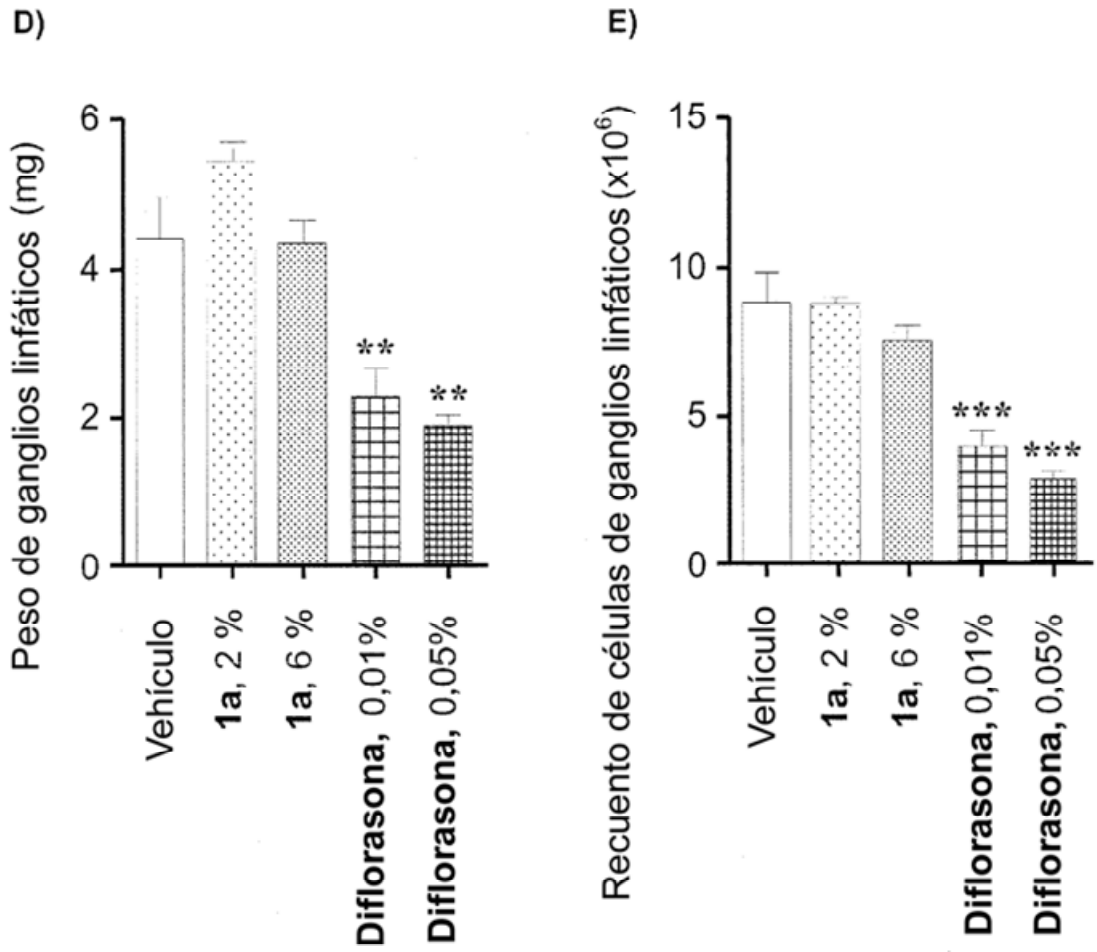 D)
Peso de ganglios linfáticos (mg)
6
4
2
0
**
**
Vehículo
1a, 2 %
1a, 6 %
Diflorasona, 0,01%
Diflorasona, 0,05%
E)
Recuento de células de ganglios linfáticos (x10⁶)
15
10
5
0
***
***
Vehículo
1a, 2 %
1a, 6 %
Diflorasona, 0,01%
Diflorasona, 0,05%